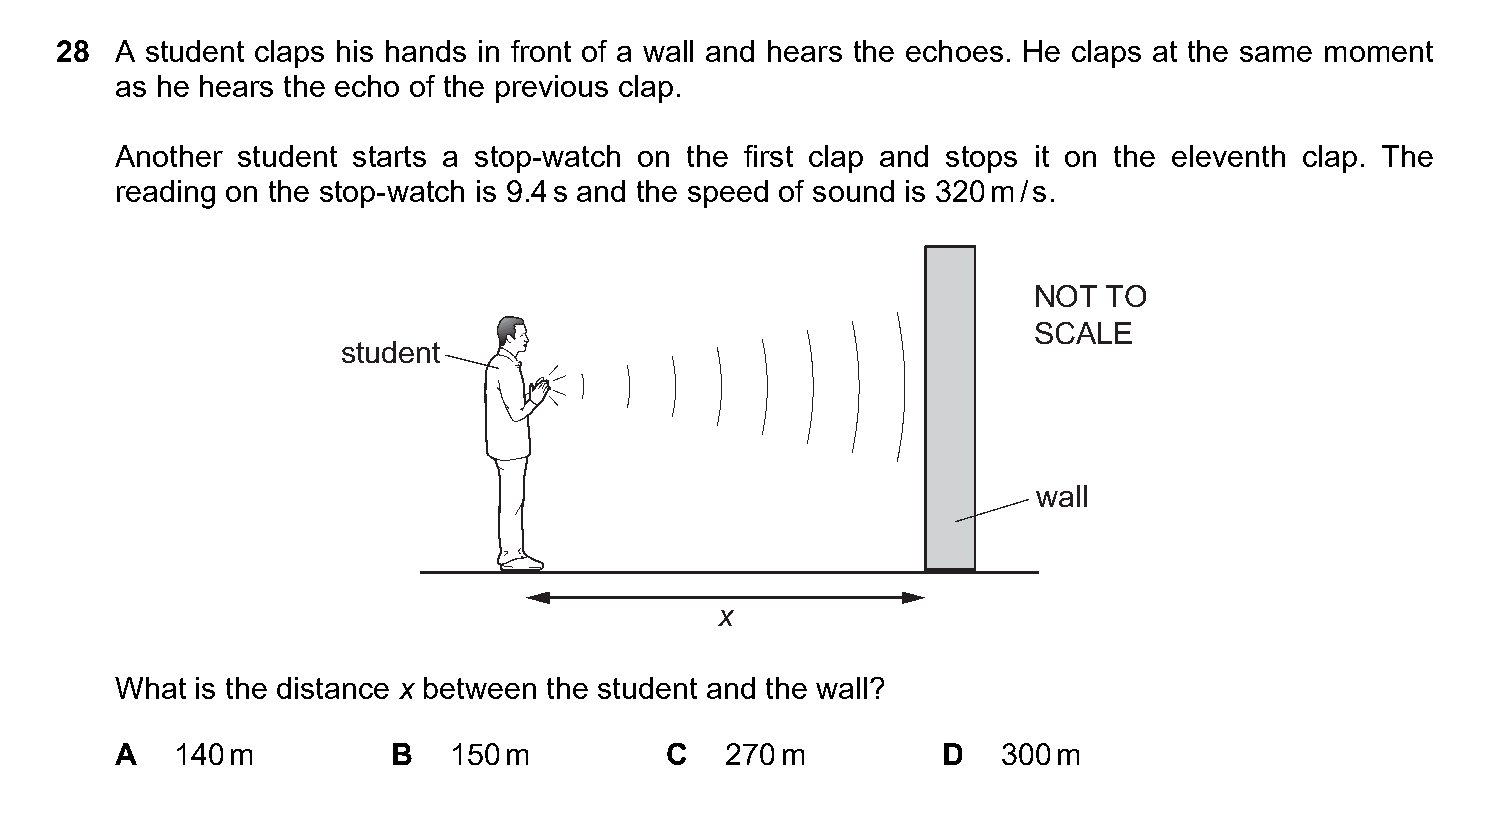 28 A student claps his hands in front of a wall and hears the echoes. He claps at the same moment
as he hears the echo of the previous clap.
Another student starts a stop-watch on the first clap and stops it on the eleventh clap. The
reading on the stop-watch is 9.4 s and the speed of sound is 320 m / s.
NOT TO
SCALE
student
wall
x
What is the distance x between the student and the wall?
A 140 m B 150 m C 270 m D 300 m